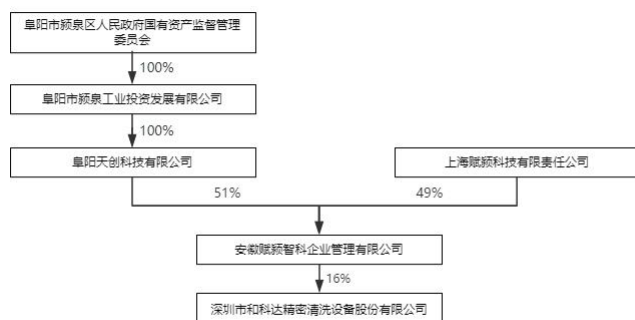 阜阳市颍泉区人民政府国有资产监督管理
委员会
100%
阜阳市颍泉工业投资发展有限公司
100%
阜阳天创科技有限公司
上海赋颍科技有限责任公司
51%
49%
安徽赋颍智科企业管理有限公司
16%
深圳市和科达精密清洗设备股份有限公司